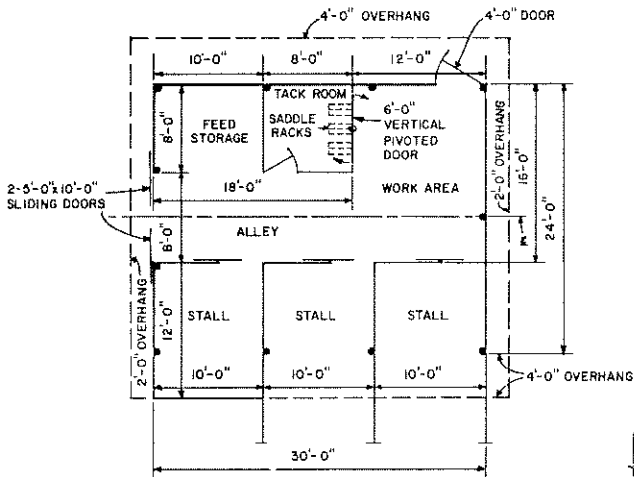 4'-0" OVERHANG
4'-0" DOOR
10'-0"
8'-0"
12'-0"
TACK ROOM
FEED
STORAGE
SADDLE
RACKS
6'-0"
VERTICAL
PIVOTED
DOOR
8'-0"
2'-0" OVERHANG
16'-0"
24'-0"
2-5'-0"x10'-0"
SLIDING DOORS
18'-0"
WORK AREA
ALLEY
8'-0"
2'-0" OVERHANG
12'-0"
STALL
STALL
STALL
10'-0"
10'-0"
10'-0"
4'-0" OVERHANG
30'-0"